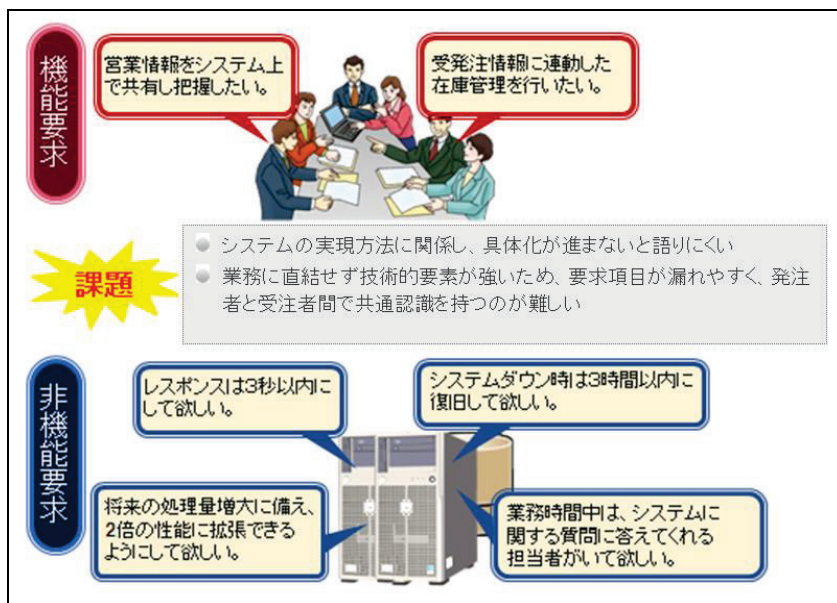 機能要求
営業情報をシステム上
で共有し把握したい。
受発注情報に連動した
在庫管理を行いたい。
課題
システムの実現方法に関係し、具体化が進まないと語りにくい
業務に直結せず技術的要素が強いため、要求項目が漏れやすく、発注
者と受注者間で共通認識を持つのが難しい
非機能要求
レスポンスは3秒以内に
して欲しい。
システムダウン時は3時間以内に
復旧して欲しい。
将来の処理量増大に備え、
2倍の性能に拡張できる
ようにして欲しい。
業務時間中は、システムに
関する質問に答えてくれる
担当者がいて欲しい。